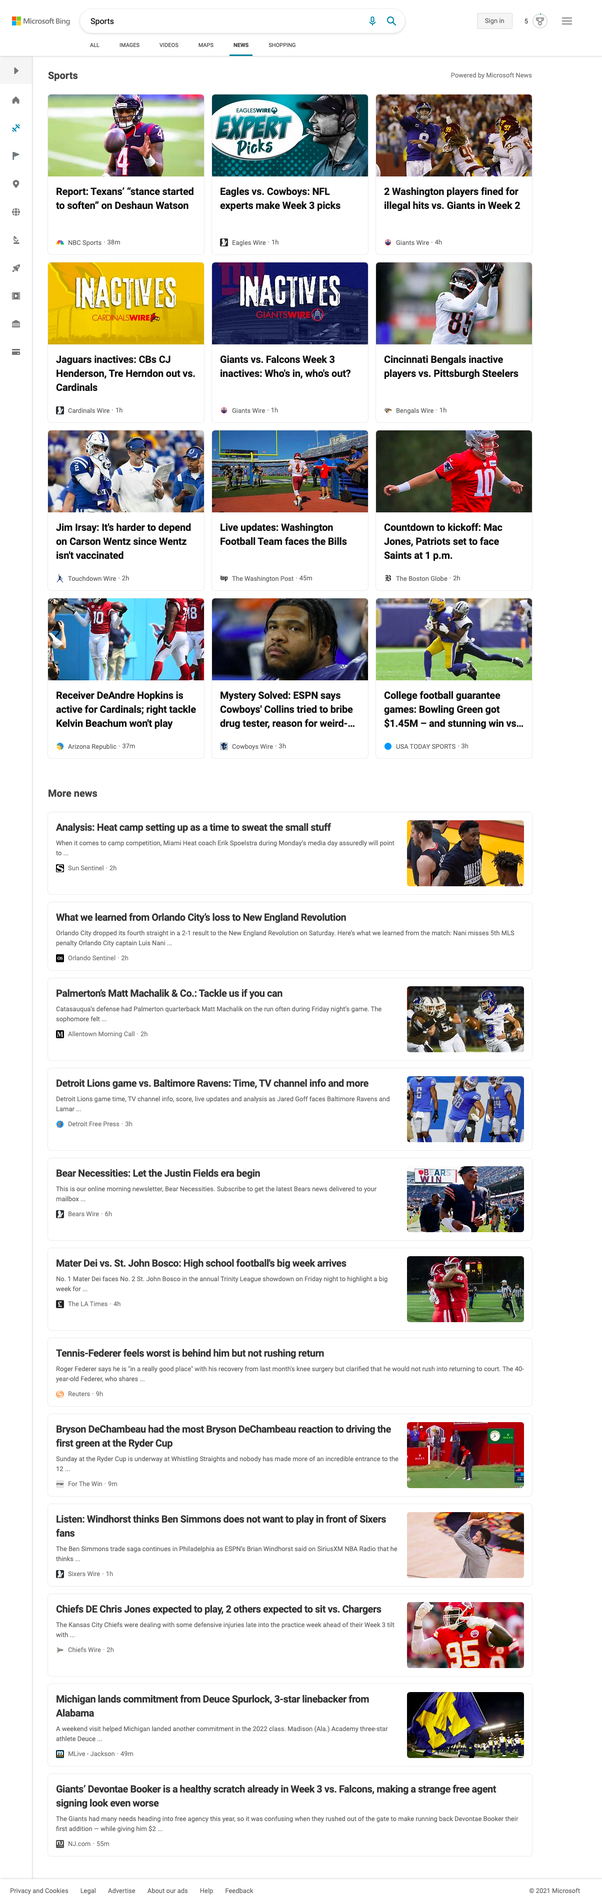 Microsoft Bing
Sports
Sign in
5
ALL IMAGES VIDEOS MAPS NEWS SHOPPING
Sports
Powered by Microsoft News
4
Report: Texans’ “stance started
to soften” on Deshaun Watson
NBC Sports · 38m
EAGLESWIRE
EXPERT
Picks
Eagles vs. Cowboys: NFL
experts make Week 3 picks
Eagles Wire · 1h
2 Washington players fined for
illegal hits vs. Giants in Week 2
Giants Wire · 4h
INACTIVES
CARDINALSWIRE
Jaguars inactives: CBs CJ
Henderson, Tre Herndon out vs.
Cardinals
Cardinals Wire · 1h
INACTIVES
GIANTSWIRE
Giants vs. Falcons Week 3
inactives: Who's in, who's out?
Giants Wire · 1h
85
Cincinnati Bengals inactive
players vs. Pittsburgh Steelers
Bengals Wire · 1h
2
Jim Irsay: It's harder to depend
on Carson Wentz since Wentz
isn't vaccinated
Touchdown Wire · 2h
Live updates: Washington
Football Team faces the Bills
wp The Washington Post · 45m
10
Countdown to kickoff: Mac
Jones, Patriots set to face
Saints at 1 p.m.
The Boston Globe · 2h
10
Receiver DeAndre Hopkins is
active for Cardinals; right tackle
Kelvin Beachum won't play
Arizona Republic · 37m
Mystery Solved: ESPN says
Cowboys' Collins tried to bribe
drug tester, reason for weird-...
Cowboys Wire · 3h
College football guarantee
games: Bowling Green got
$1.45M – and stunning win vs...
USA TODAY SPORTS · 3h
More news
Analysis: Heat camp setting up as a time to sweat the small stuff
When it comes to camp competition, Miami Heat coach Erik Spoelstra during Monday's media day assuredly will point
to ...
Sun Sentinel · 2h
What we learned from Orlando City’s loss to New England Revolution
Orlando City dropped its fourth straight in a 2-1 result to the New England Revolution on Saturday. Here's what we learned from the match: Nani misses 5th MLS
penalty Orlando City captain Luis Nani ...
Orlando Sentinel · 2h
Palmerton’s Matt Machalik & Co.: Tackle us if you can
Catasauqua's defense had Palmerton quarterback Matt Machalik on the run often during Friday night's game. The
sophomore felt ...
Allentown Morning Call · 2h
Detroit Lions game vs. Baltimore Ravens: Time, TV channel info and more
Detroit Lions game time, TV channel info, score, live updates and analysis as Jared Goff faces Baltimore Ravens and
Lamar ...
Detroit Free Press · 3h
Bear Necessities: Let the Justin Fields era begin
This is our online morning newsletter, Bear Necessities. Subscribe to get the latest Bears news delivered to your
mailbox ...
Bears Wire · 6h
BEARS
WIN
Mater Dei vs. St. John Bosco: High school football's big week arrives
No. 1 Mater Dei faces No. 2 St. John Bosco in the annual Trinity League showdown on Friday night to highlight a big
week for ...
The LA Times · 4h
Tennis-Federer feels worst is behind him but not rushing return
Roger Federer says he is "in a really good place" with his recovery from last month's knee surgery but clarified that he would not rush into returning to court. The 40-
year-old Federer, who shares ...
Reuters · 9h
Bryson DeChambeau had the most Bryson DeChambeau reaction to driving the
first green at the Ryder Cup
Sunday at the Ryder Cup is underway at Whistling Straights and nobody has made more of an incredible entrance to the
12 ...
For The Win · 9m
Listen: Windhorst thinks Ben Simmons does not want to play in front of Sixers
fans
The Ben Simmons trade saga continues in Philadelphia as ESPN's Brian Windhorst said on SiriusXM NBA Radio that he
thinks ...
Sixers Wire · 1h
Chiefs DE Chris Jones expected to play, 2 others expected to sit vs. Chargers
The Kansas City Chiefs were dealing with some defensive injuries late into the practice week ahead of their Week 3 tilt
with ...
Chiefs Wire · 2h
95
Michigan lands commitment from Deuce Spurlock, 3-star linebacker from
Alabama
A weekend visit helped Michigan landed another commitment in the 2022 class. Madison (Ala.) Academy three-star
athlete Deuce ...
MLive - Jackson · 49m
Giants’ Devontae Booker is a healthy scratch already in Week 3 vs. Falcons, making a strange free agent
signing look even worse
The Giants had many needs heading into free agency this year, so it was confusing when they rushed out of the gate to make running back Devontae Booker their
first addition — while giving him $2 ...
NJ.com · 55m
Privacy and Cookies Legal Advertise About our ads Help Feedback
© 2021 Microsoft